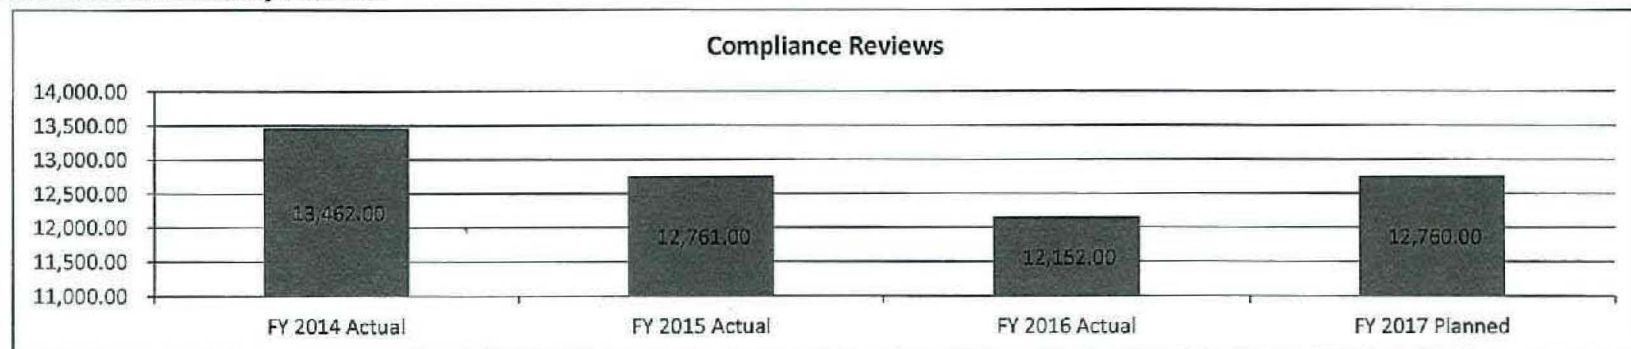 Compliance Reviews
14,000.00
13,500.00
13,000.00
12,500.00
12,000.00
11,500.00
11,000.00
13,462.00
12,761.00
12,152.00
12,760.00
FY 2014 Actual
FY 2015 Actual
FY 2016 Actual
FY 2017 Planned